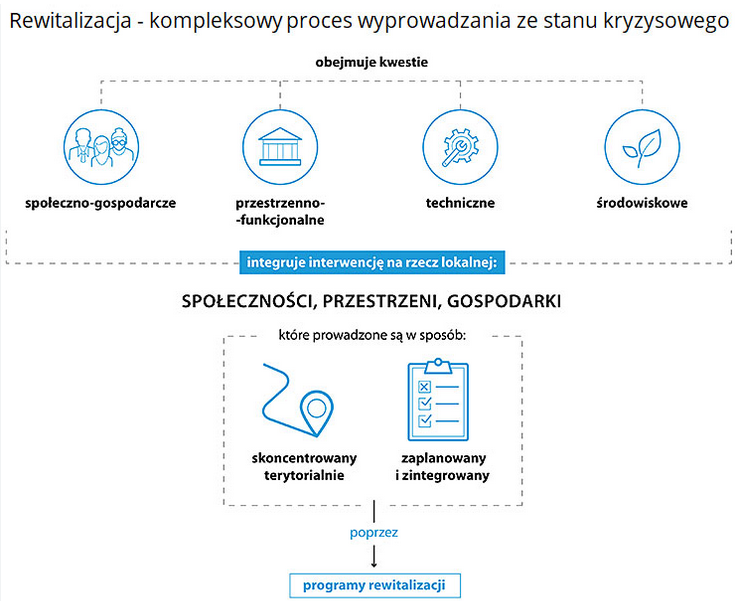 Rewitalizacja - kompleksowy proces wyprowadzania ze stanu kryzysowego
obejmuje kwestie
społeczno-gospodarcze
przestrzenno-
-funkcjonalne
techniczne
środowiskowe
integruje interwencję na rzecz lokalnej:
SPOŁECZNOŚCI, PRZESTRZENI, GOSPODARKI
które prowadzone są w sposób:
skoncentrowany
terytorialnie
zaplanowany
i zintegrowany
poprzez
programy rewitalizacji